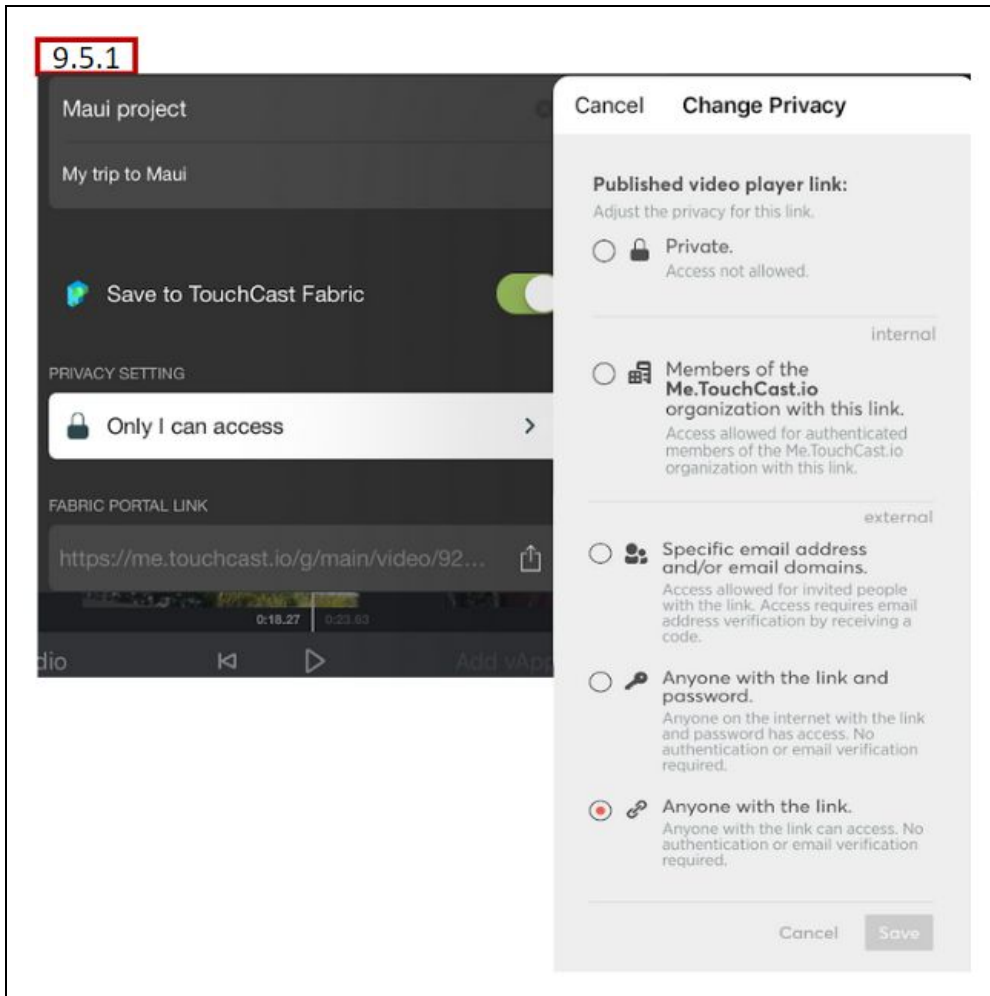 9.5.1
Maui project
My trip to Maui
Save to TouchCast Fabric
PRIVACY SETTING
Only I can access
FABRIC PORTAL LINK
https://me.touchcast.io/g/main/video/92...
0:18.27 0:23.63
dio Add vApp
Cancel Change Privacy
Published video player link:
Adjust the privacy for this link.
Private.
Access not allowed.
internal
Members of the
Me.TouchCast.io
organization with this link.
Access allowed for authenticated
members of the Me.TouchCast.io
organization with this link.
external
Specific email address
and/or email domains.
Access allowed for invited people
with the link. Access requires email
address verification by receiving a
code.
Anyone with the link and
password.
Anyone on the internet with the link
and password has access. No
authentication or email verification
required.
Anyone with the link.
Anyone with the link can access. No
authentication or email verification
required.
Cancel Save